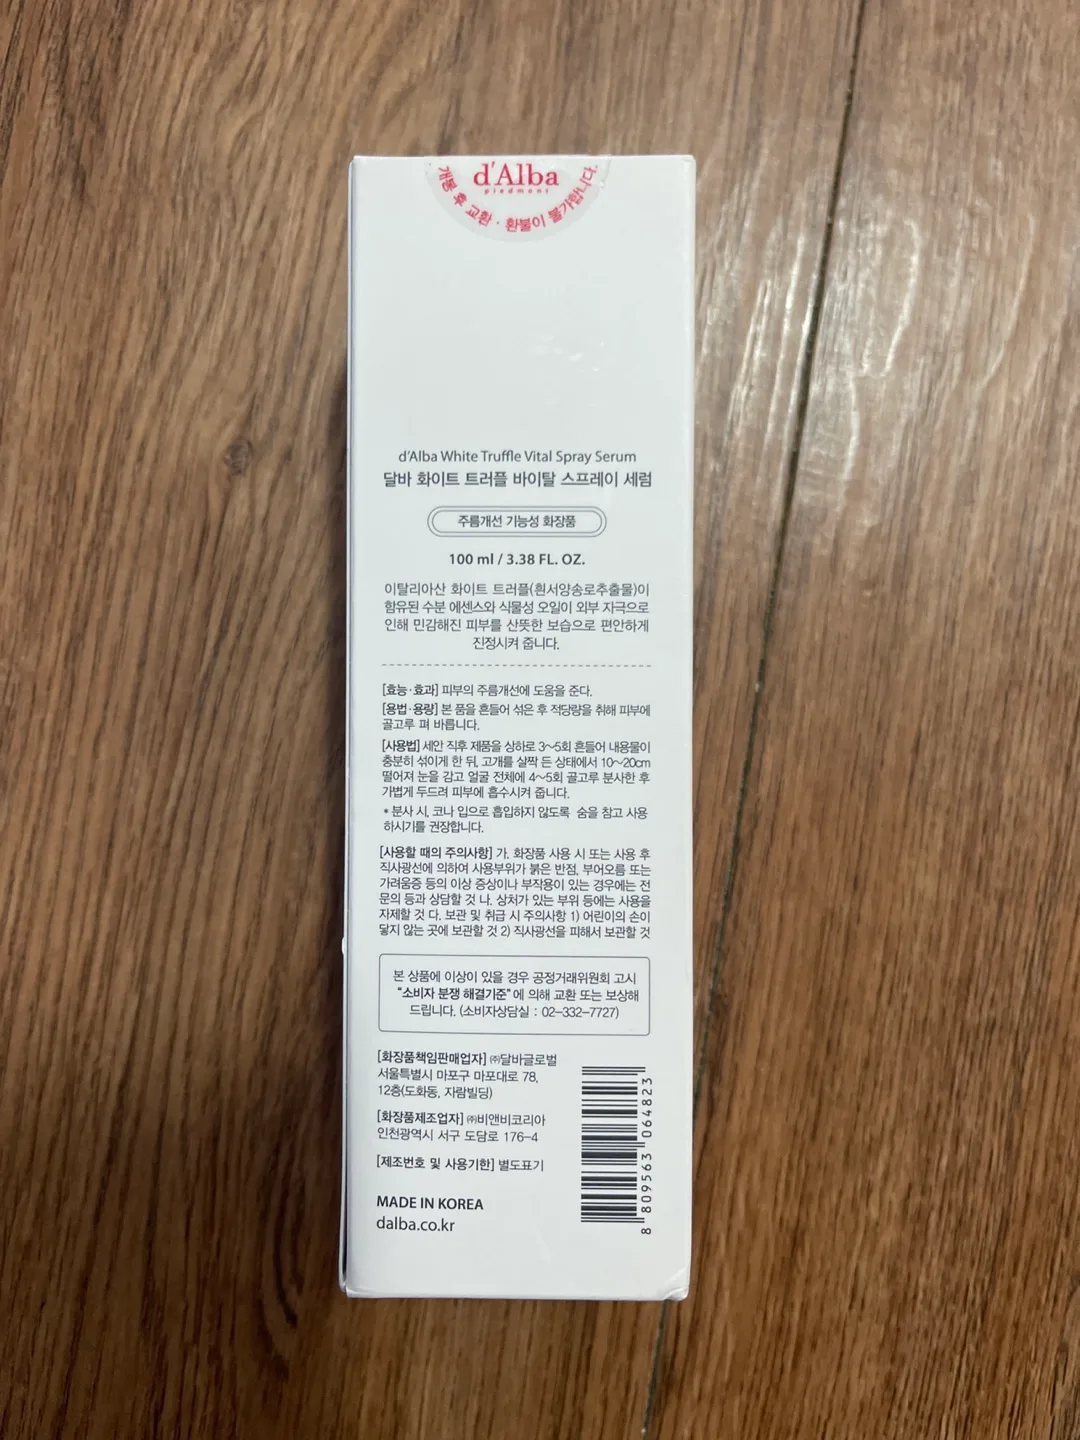 d'Alba
piedmont
개봉 후 교환 · 환불이 불가합니다.
d'Alba White Truffle Vital Spray Serum
달바 화이트 트러플 바이탈 스프레이 세럼
주름개선 기능성 화장품
100 ml / 3.38 FL. OZ.
이탈리아산 화이트 트러플(흰서양송로추출물)이
함유된 수분 에센스와 식물성 오일이 외부 자극으로
인해 민감해진 피부를 산뜻한 보습으로 편안하게
진정시켜 줍니다.
[효능·효과] 피부의 주름개선에 도움을 준다.
[용법·용량] 본 품을 흔들어 섞은 후 적당량을 취해 피부에
골고루 펴 바릅니다.
[사용법] 세안 직후 제품을 상하로 3~5회 흔들어 내용물이
충분히 섞이게 한 뒤, 고개를 살짝 든 상태에서 10~20cm
떨어져 눈을 감고 얼굴 전체에 4~5회 골고루 분사한 후
가볍게 두드려 피부에 흡수시켜 줍니다.
* 분사 시, 코나 입으로 흡입하지 않도록 숨을 참고 사용
하시기를 권장합니다.
[사용할 때의 주의사항] 가. 화장품 사용 시 또는 사용 후
직사광선에 의하여 사용부위가 붉은 반점, 부어오름 또는
가려움증 등의 이상 증상이나 부작용이 있는 경우에는 전
문의 등과 상담할 것 나. 상처가 있는 부위 등에는 사용을
자제할 것 다. 보관 및 취급 시 주의사항 1) 어린이의 손이
닿지 않는 곳에 보관할 것 2) 직사광선을 피해서 보관할 것
본 상품에 이상이 있을 경우 공정거래위원회 고시
"소비자 분쟁 해결기준"에 의해 교환 또는 보상해
드립니다. (소비자상담실 : 02-332-7727)
[화장품책임판매업자] ㈜달바글로벌
서울특별시 마포구 마포대로 78,
12층(도화동, 자람빌딩)
[화장품제조업자] ㈜비앤비코리아
인천광역시 서구 도담로 176-4
[제조번호 및 사용기한] 별도표기
MADE IN KOREA
dalba.co.kr
8 809563 064823